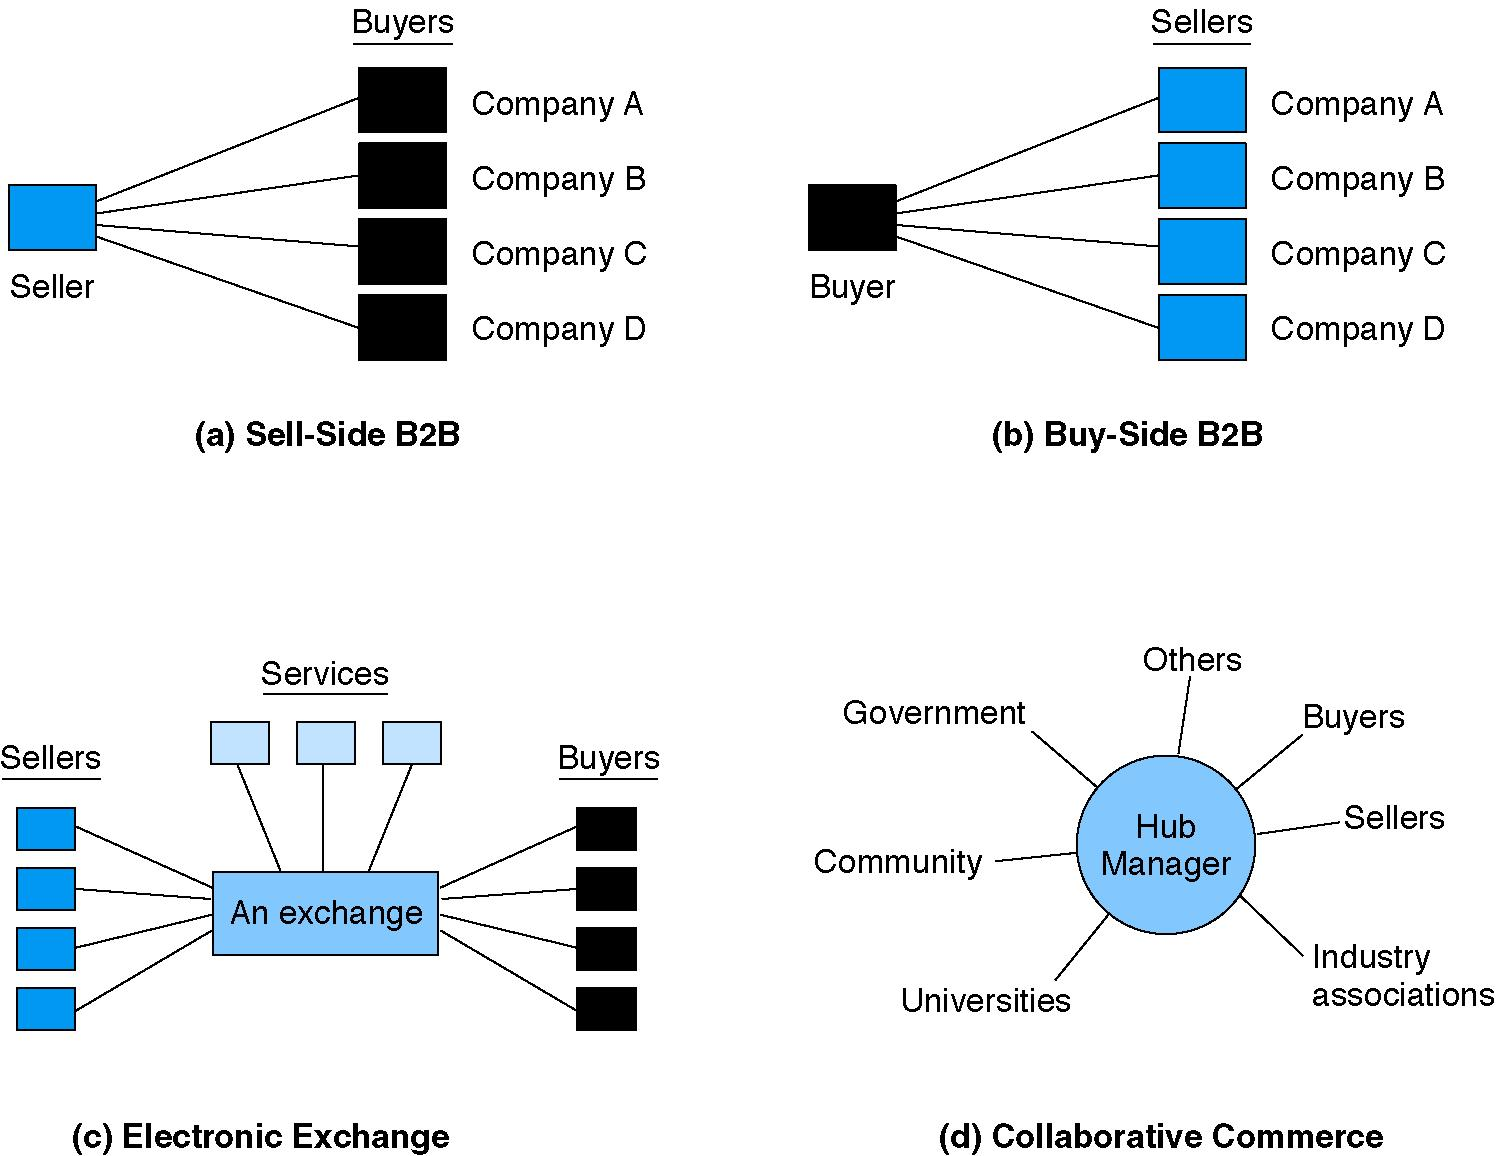 Buyers
Company A
Company B
Company C
Company D
Seller
(a) Sell-Side B2B
Sellers
Company A
Company B
Company C
Company D
Buyer
(b) Buy-Side B2B
Services
Sellers
Buyers
An exchange
(c) Electronic Exchange
Others
Government
Buyers
Hub
Manager
Sellers
Community
Industry
associations
Universities
(d) Collaborative Commerce